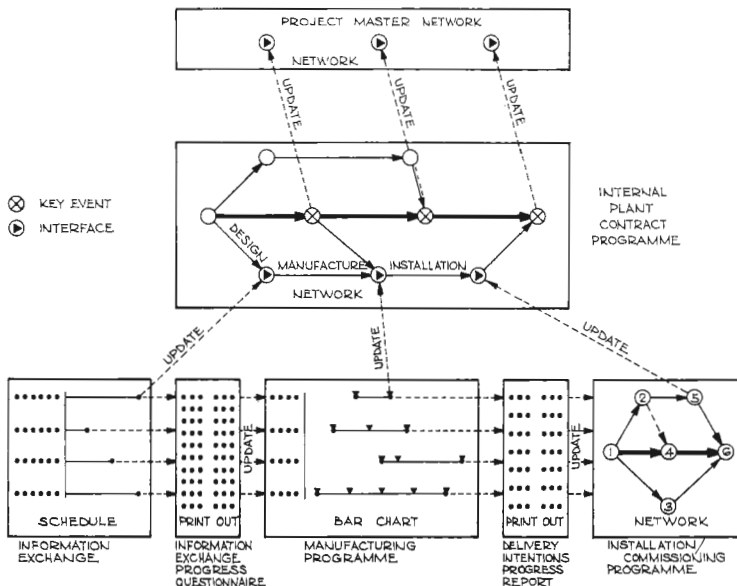 PROJECT MASTER NETWORK
NETWORK
UPDATE
UPDATE
UPDATE
KEY EVENT
INTERFACE
DESIGN
MANUFACTURE
INSTALLATION
NETWORK
INTERNAL
PLANT
CONTRACT
PROGRAMME
UPDATE
UPDATE
UPDATE
SCHEDULE
UPDATE
PRINT OUT
BAR CHART
UPDATE
PRINT OUT
1
2
3
4
5
6
NETWORK
INFORMATION
EXCHANGE
INFORMATION
EXCHANGE
PROGRESS
QUESTIONNAIRE
MANUFACTURING
PROGRAMME
DELIVERY
INTENTIONS
PROGRESS
REPORT
INSTALLATION
COMMISSIONING
PROGRAMME